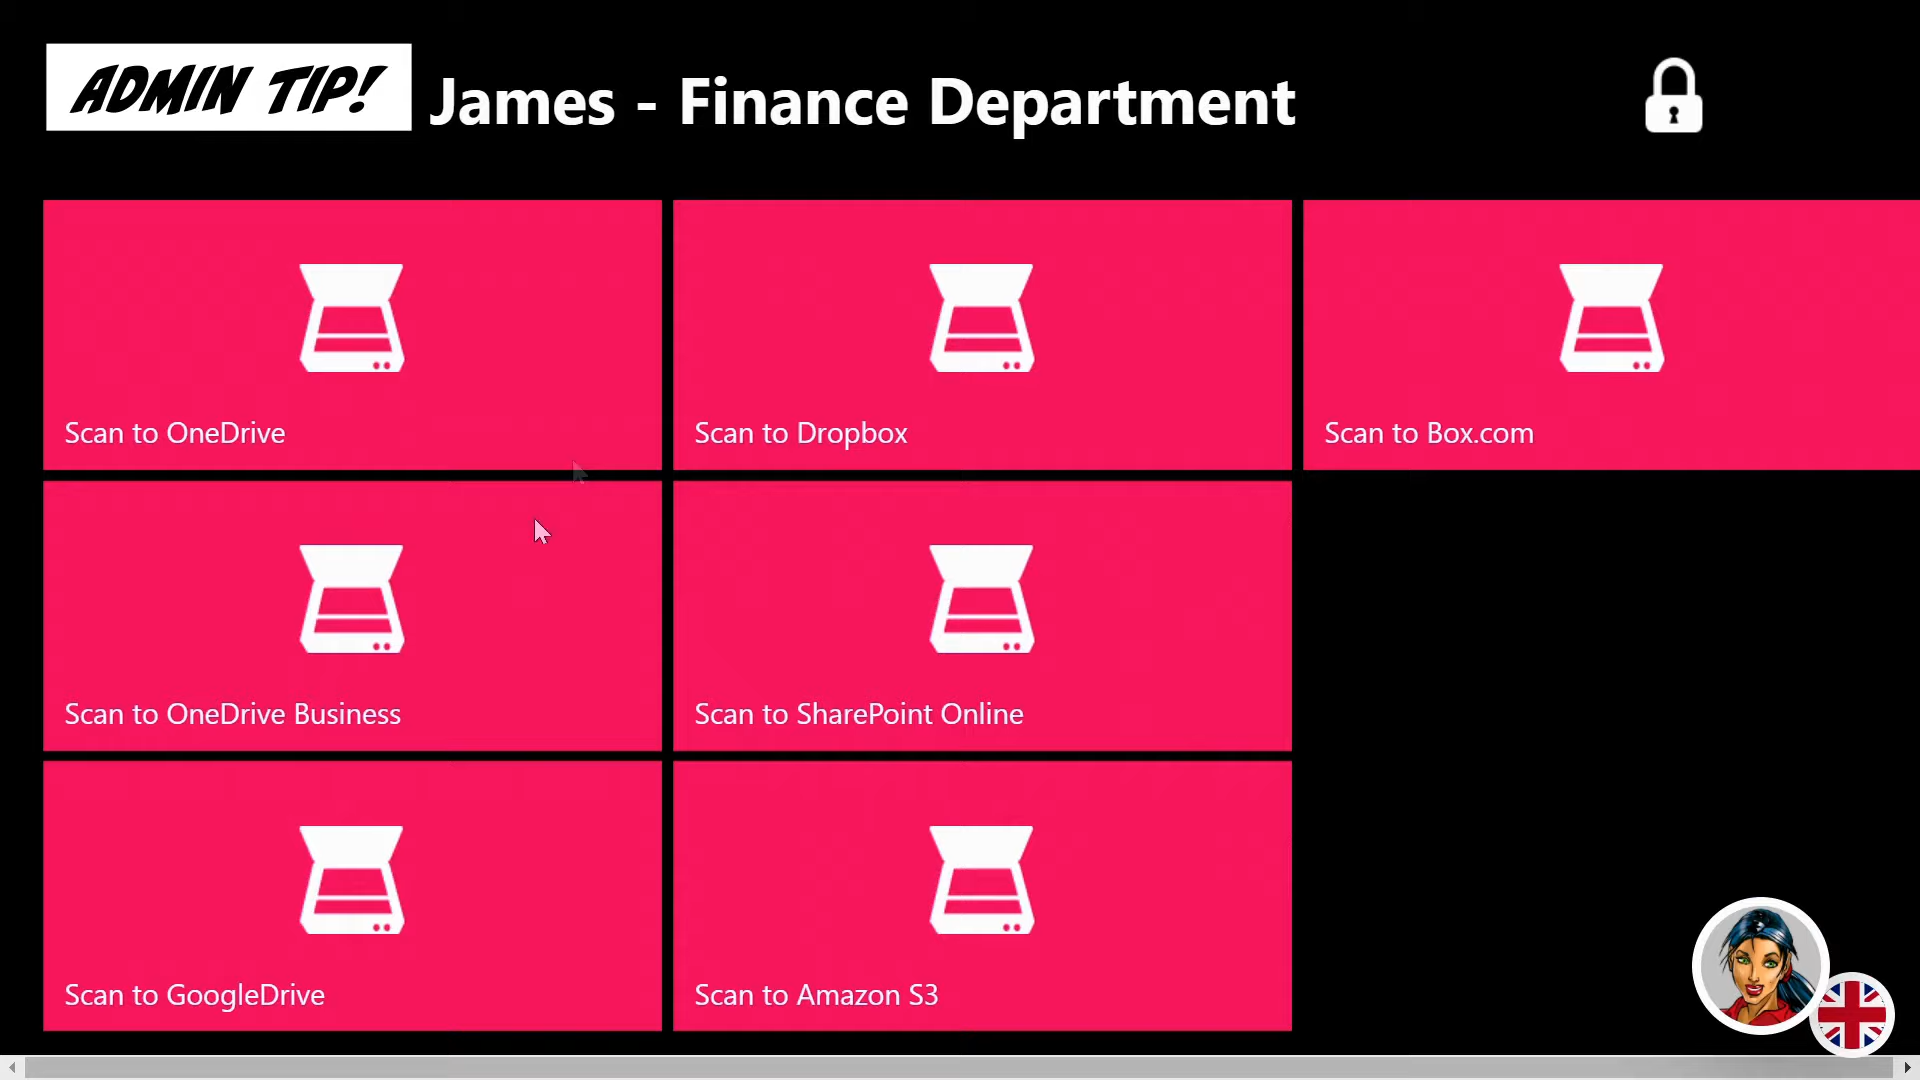 ADMIN TIP!
James - Finance Department
Scan to OneDrive
Scan to Dropbox
Scan to Box.com
Scan to OneDrive Business
Scan to SharePoint Online
Scan to GoogleDrive
Scan to Amazon S3